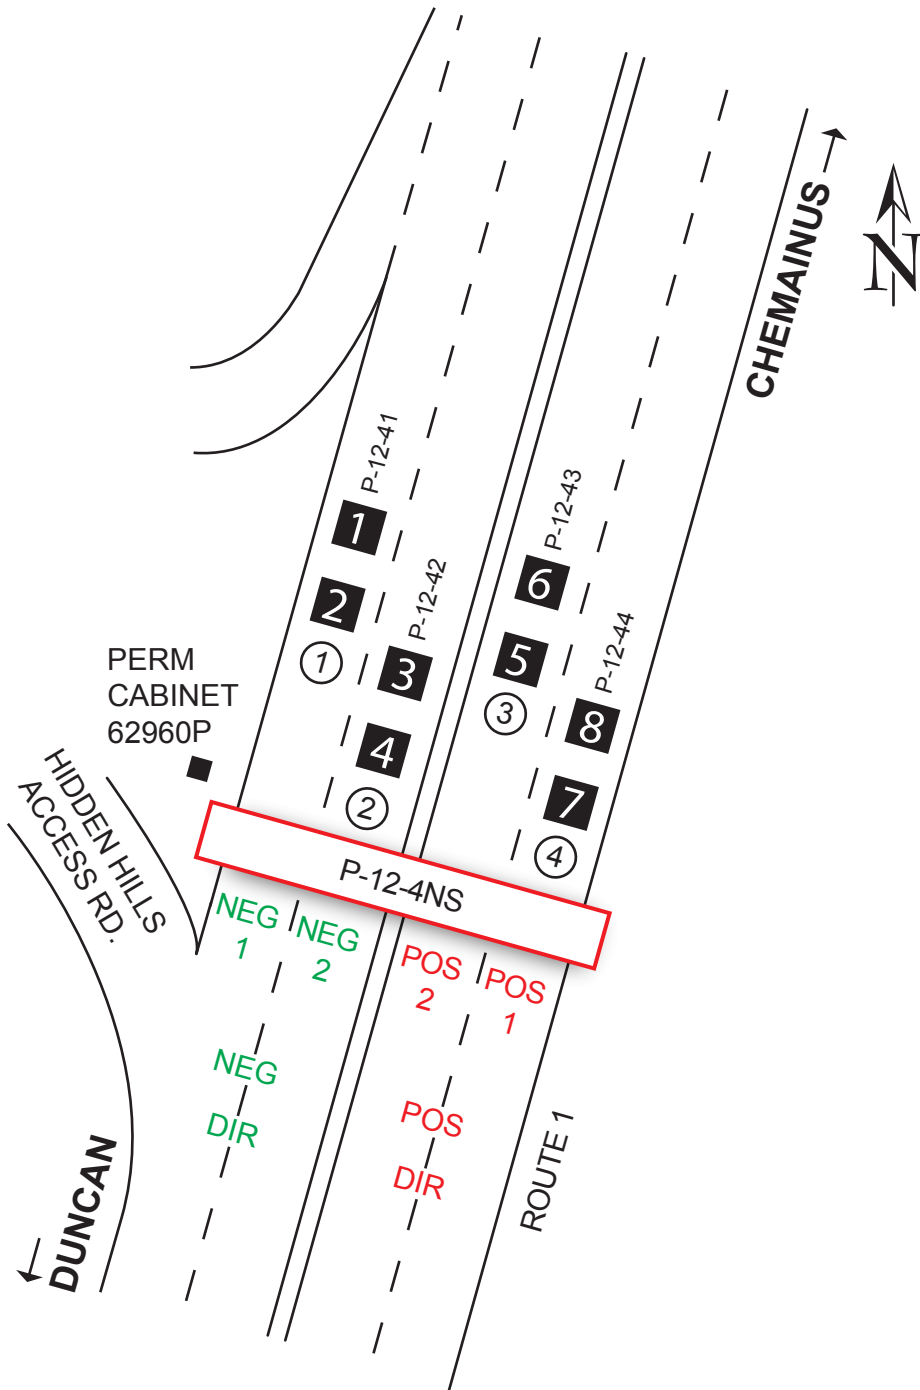 CHEMAINUS
N
P-12-41
1
2
1
P-12-42
3
4
2
P-12-43
6
5
3
P-12-44
8
7
4
PERM
CABINET
62960P
HIDDEN HILLS
ACCESS RD.
P-12-4NS
NEG
1
NEG
2
POS
2
POS
1
NEG
DIR
POS
DIR
ROUTE 1
DUNCAN